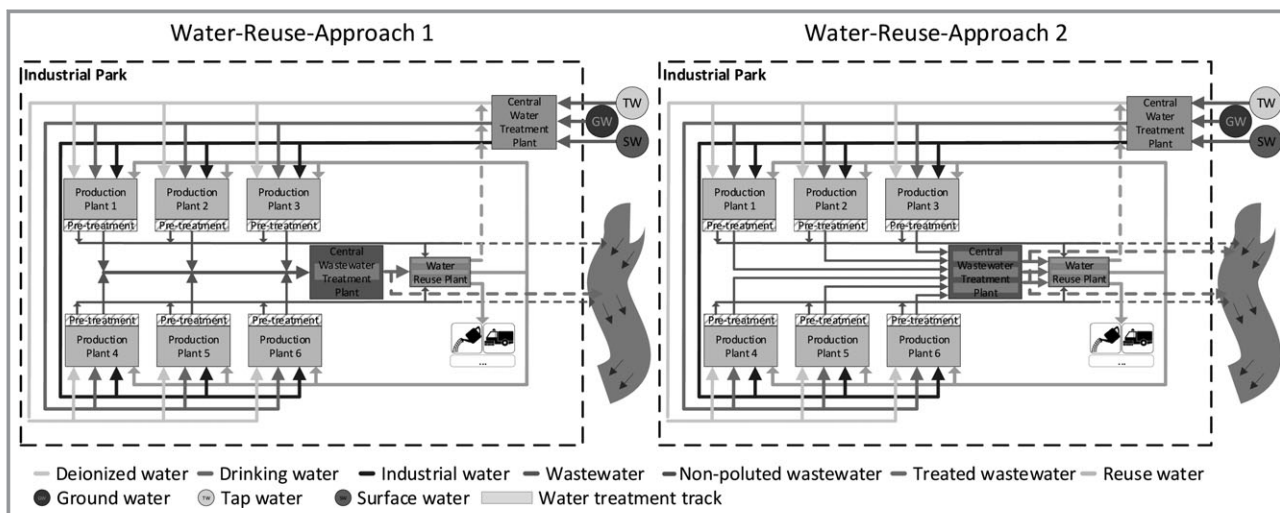 Water-Reuse-Approach 1
Industrial Park
Central
Water
Treatment
Plant
TW
GW
SW
Production
Plant 1
Production
Plant 2
Production
Plant 3
Pre-treatment
Pre-treatment
Pre-treatment
Central
Wastewater
Treatment
Plant
Water
Reuse Plant
Pre-treatment
Pre-treatment
Pre-treatment
Production
Plant 4
Production
Plant 5
Production
Plant 6
...
Water-Reuse-Approach 2
Industrial Park
Central
Water
Treatment
Plant
TW
GW
SW
Production
Plant 1
Production
Plant 2
Production
Plant 3
Pre-treatment
Pre-treatment
Pre-treatment
Central
Wastewater
Treatment
Plant
Water
Reuse Plant
Pre-treatment
Pre-treatment
Pre-treatment
Production
Plant 4
Production
Plant 5
Production
Plant 6
...
Deionized water Drinking water Industrial water Wastewater Non-poluted wastewater Treated wastewater Reuse water
GW Ground water TW Tap water SW Surface water Water treatment track